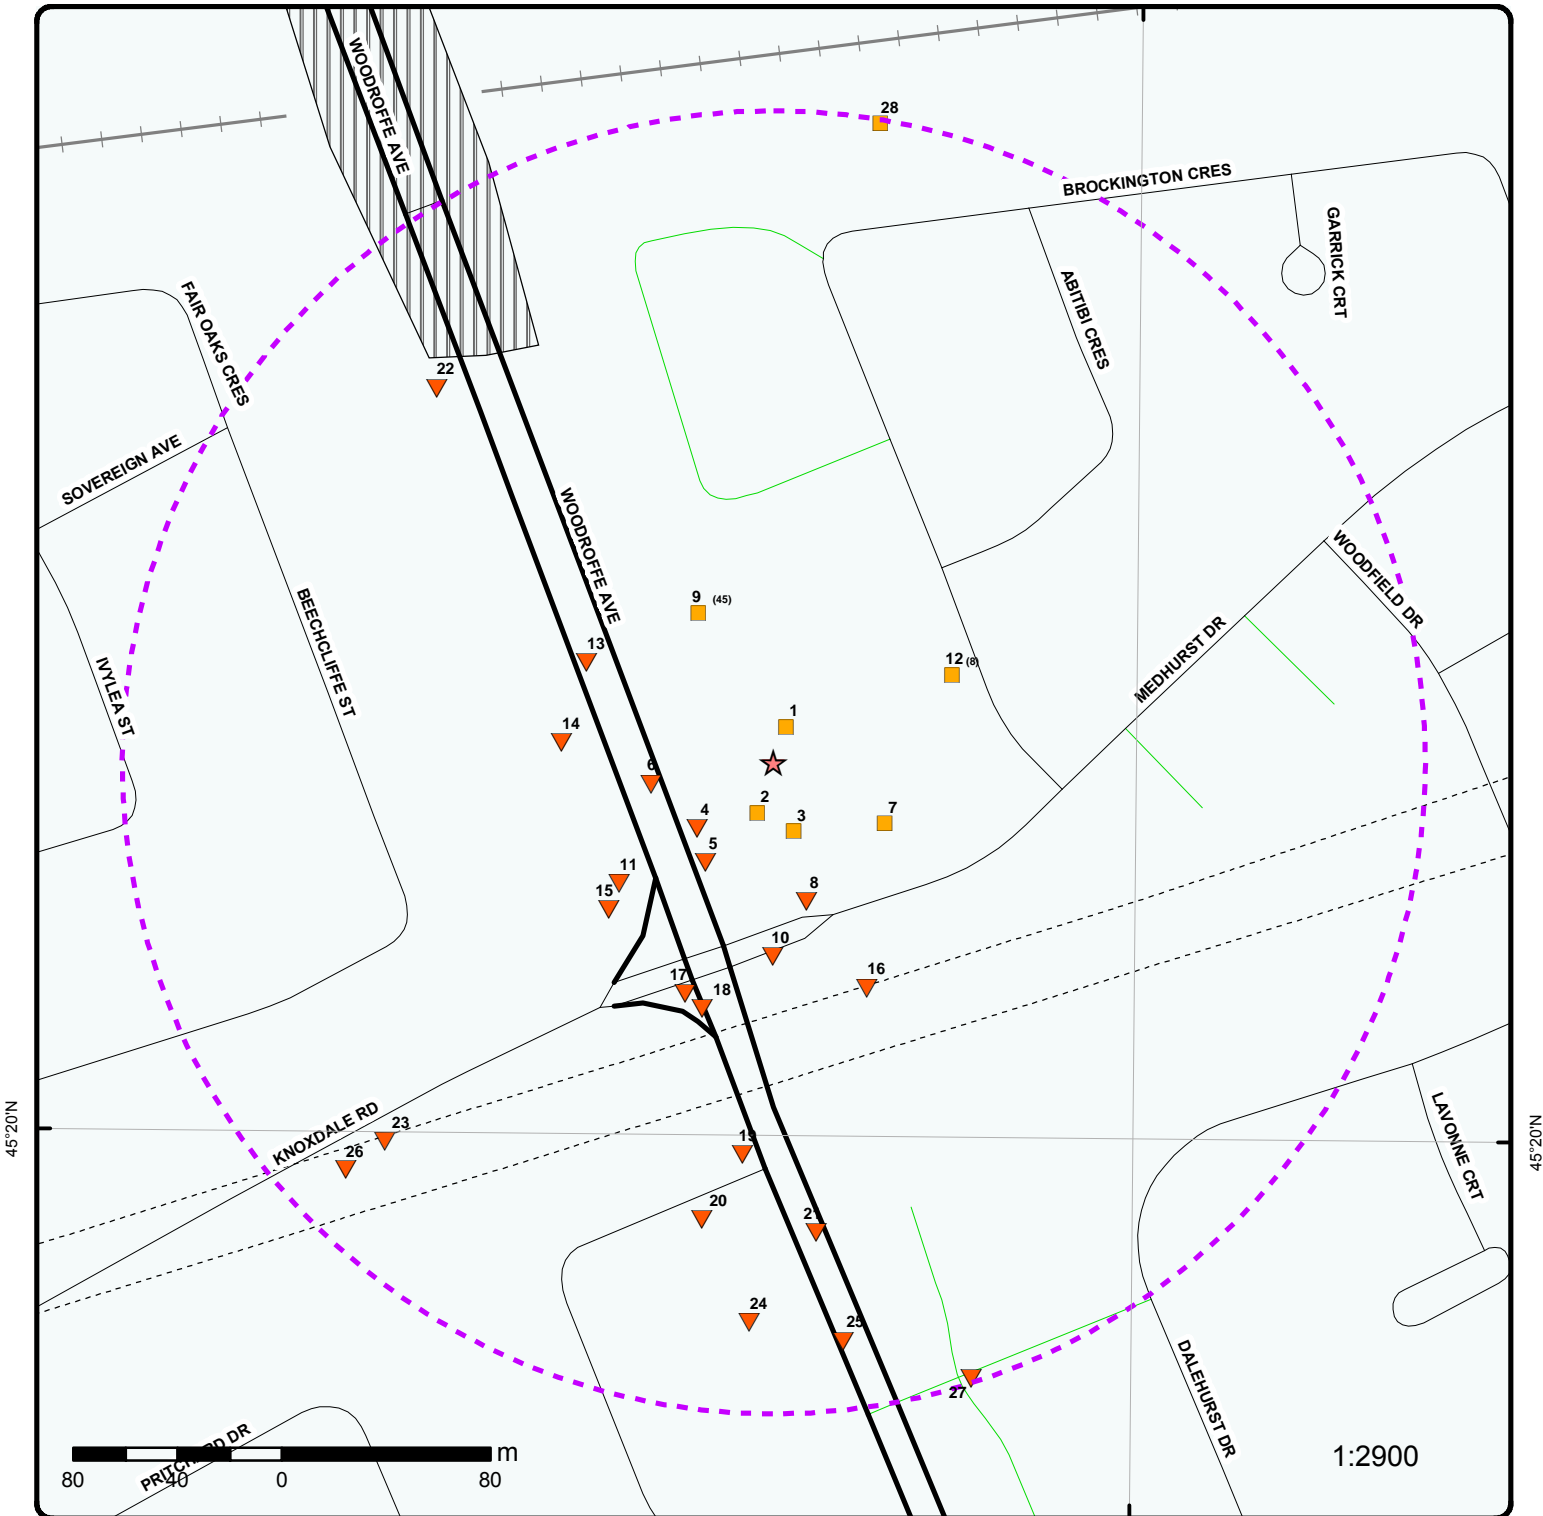 28
WOODROFFE AVE
BROCKINGTON CRES
GARRICK CRT
FAIR OAKS CRES
ABITIBI CRES
22
SOVEREIGN AVE
WOODROFFE AVE
WOODFIELD DR
BEECHCLIFFE ST
9 (45)
13
12 (8)
MEDHURST DR
IVYLEA ST
1
14
6
2
4
3
7
5
11
15
8
10
17
16
18
45°20'N
KNOXDALE RD
23
26
19
45°20'N
LAVONNE CRT
20
21
24
25
27
DALEHURST DR
PRITCHARD DR
m
80 40 0 80
1:2900